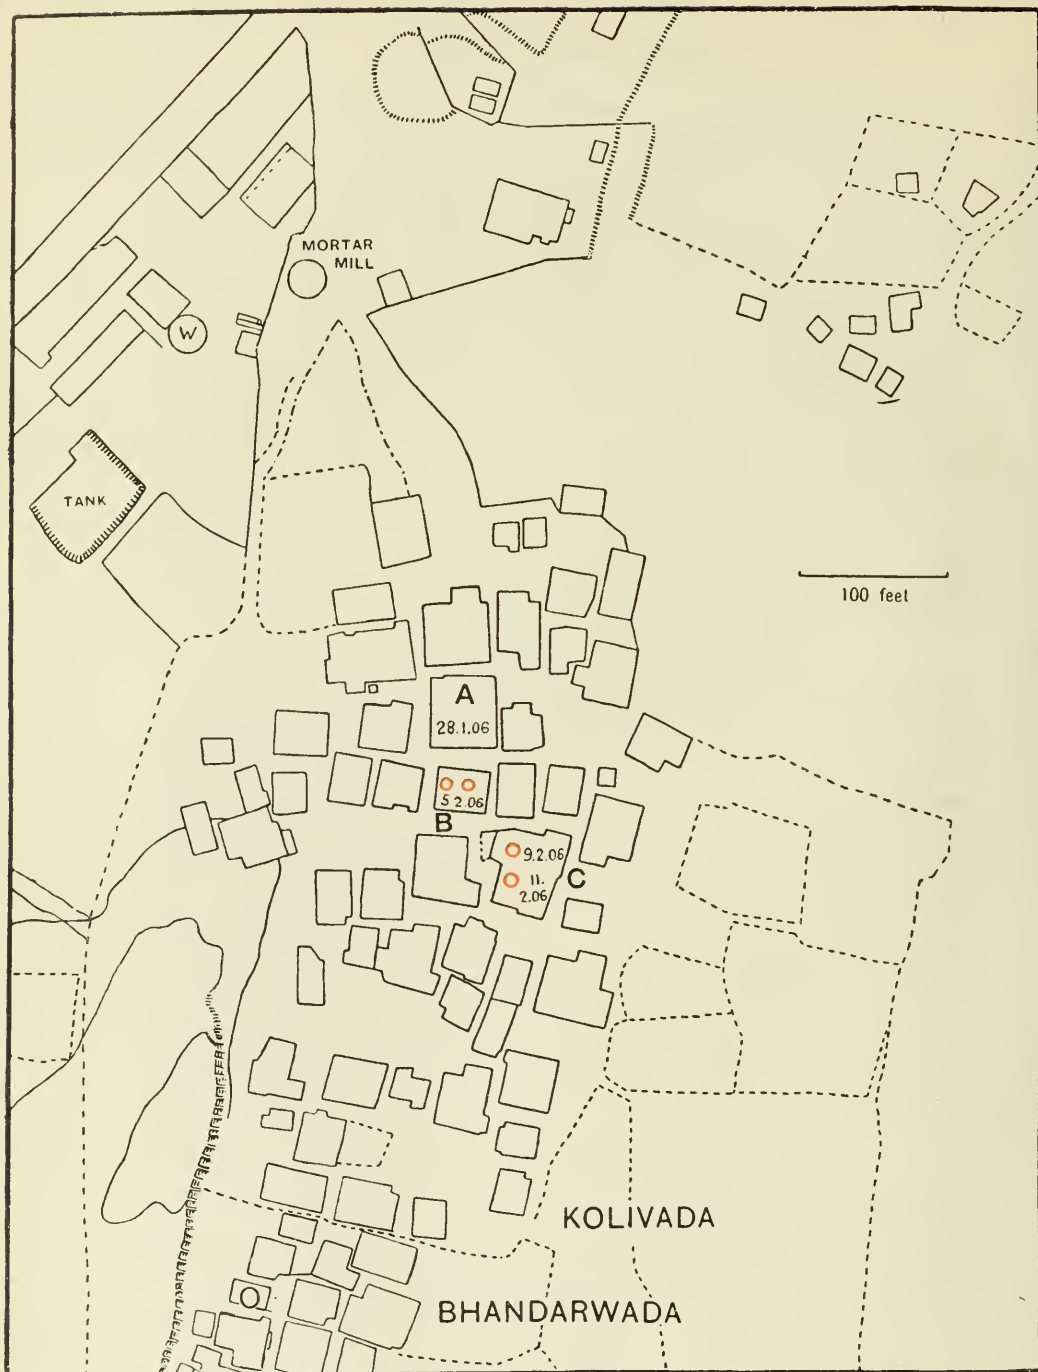 MORTAR
MILL
W
TANK
100 feet
A
28.1.06
5 2.06
B
9.2.06
11.
2.06
C
KOLIVADA
BHANDARWADA